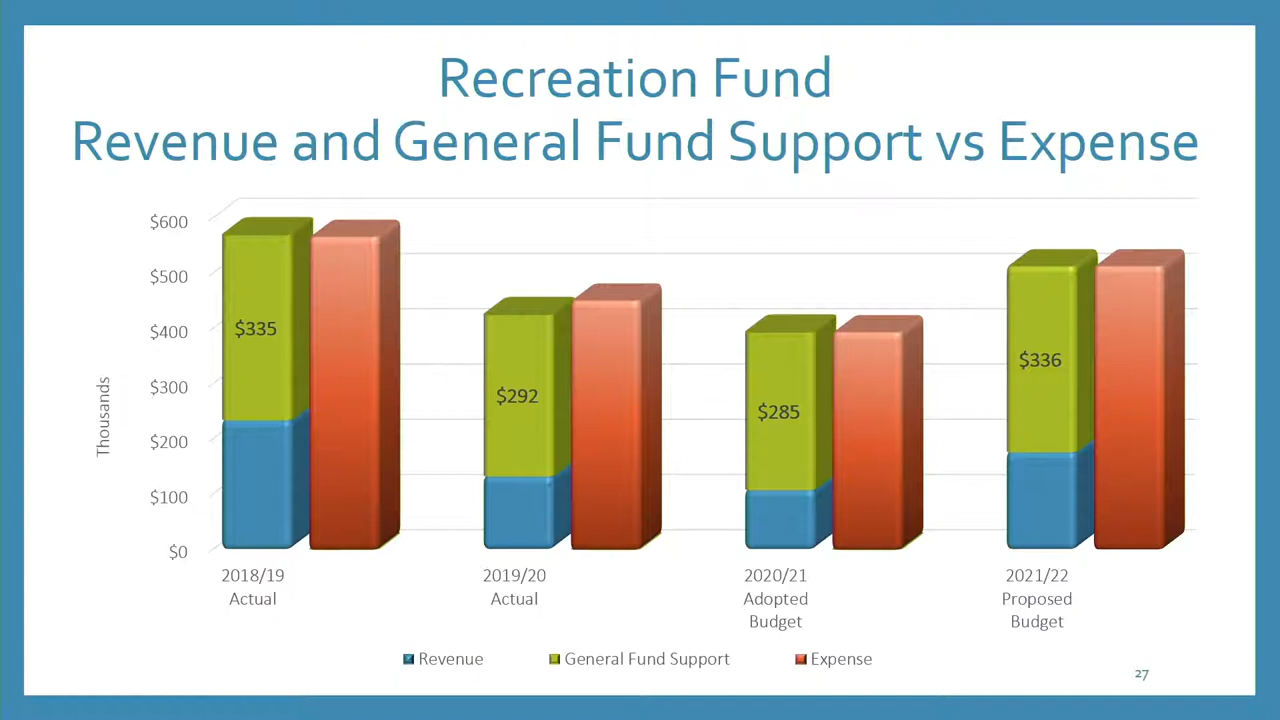 Recreation Fund
Revenue and General Fund Support vs Expense
Thousands
$600
$500
$400
$300
$200
$100
$0
$335
$292
$285
$336
2018/19
Actual
2019/20
Actual
2020/21
Adopted
Budget
2021/22
Proposed
Budget
Revenue
General Fund Support
Expense
27